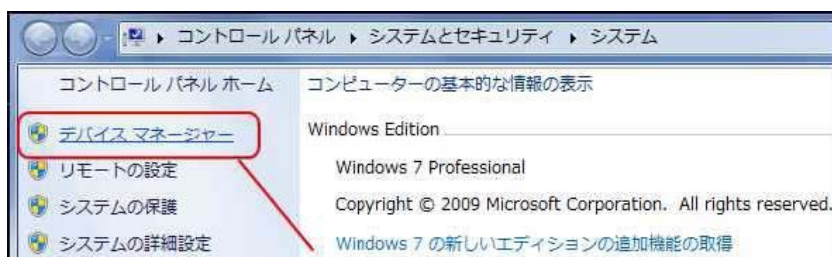 コントロール パネル ▸ システムとセキュリティ ▸ システム
コントロール パネル ホーム
デバイス マネージャー
リモートの設定
システムの保護
システムの詳細設定
コンピューターの基本的な情報の表示
Windows Edition
Windows 7 Professional
Copyright © 2009 Microsoft Corporation. All rights reserved.
Windows 7 の新しいエディションの追加機能の取得